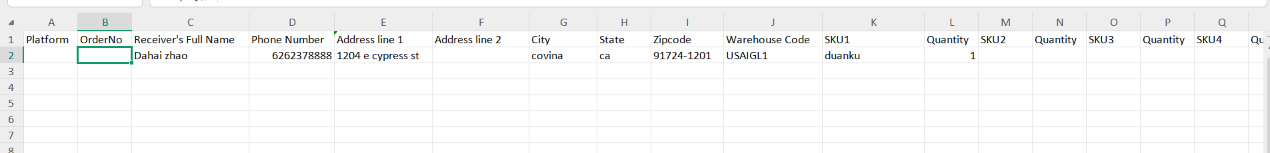 A B C D E F G H I J K L M N O P Q
1 Platform OrderNo Receiver's Full Name Phone Number Address line 1 Address line 2 City State Zipcode Warehouse Code SKU1 Quantity SKU2 Quantity SKU3 Quantity SKU4 Qu
2 Dahai zhao 6262378888 1204 e cypress st covina ca 91724-1201 USAIGL1 duanku 1
3
4
5
6
7
8